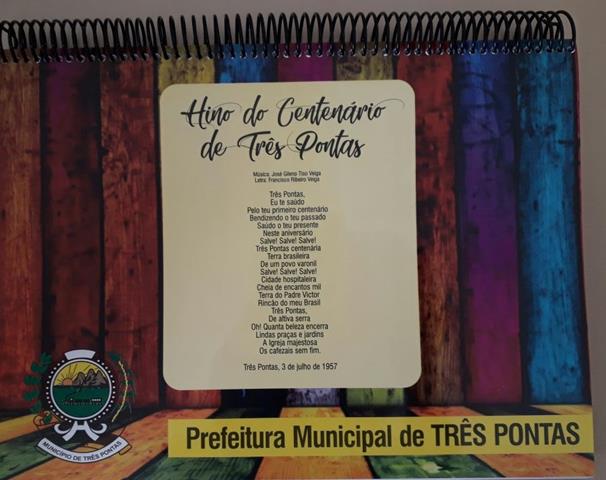 Hino do Centenário
de Três Pontas
Música: José Gileno Tiso Veiga
Letra: Francisco Ribeiro Veiga
Três Pontas,
Eu te saúdo
Pelo teu primeiro centenário
Bendizendo o teu passado
Saúdo o teu presente
Neste aniversário
Salve! Salve! Salve!
Três Pontas centenária
Terra brasileira
De um povo varonil
Salve! Salve! Salve!
Cidade hospitaleira
Cheia de encantos mil
Terra do Padre Victor
Rincão do meu Brasil
Três Pontas,
De altiva serra
Oh! Quanta beleza encerra
Lindas praças e jardins
A Igreja majestosa
Os cafezais sem fim.
Três Pontas, 3 de julho de 1957
MUNICÍPIO DE TRÊS PONTAS
Prefeitura Municipal de TRÊS PONTAS